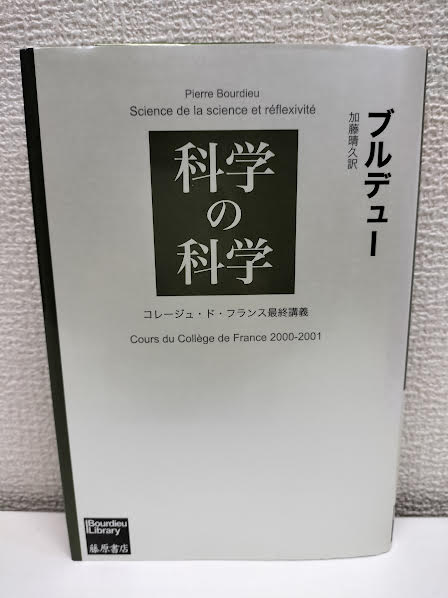 Pierre Bourdieu
Science de la science et réflexivité
科学
の
科学
ブルデュー
加藤晴久訳
コレージュ・ド・フランス最終講義
Cours du Collège de France 2000-2001
Bourdieu
Library
藤原書店